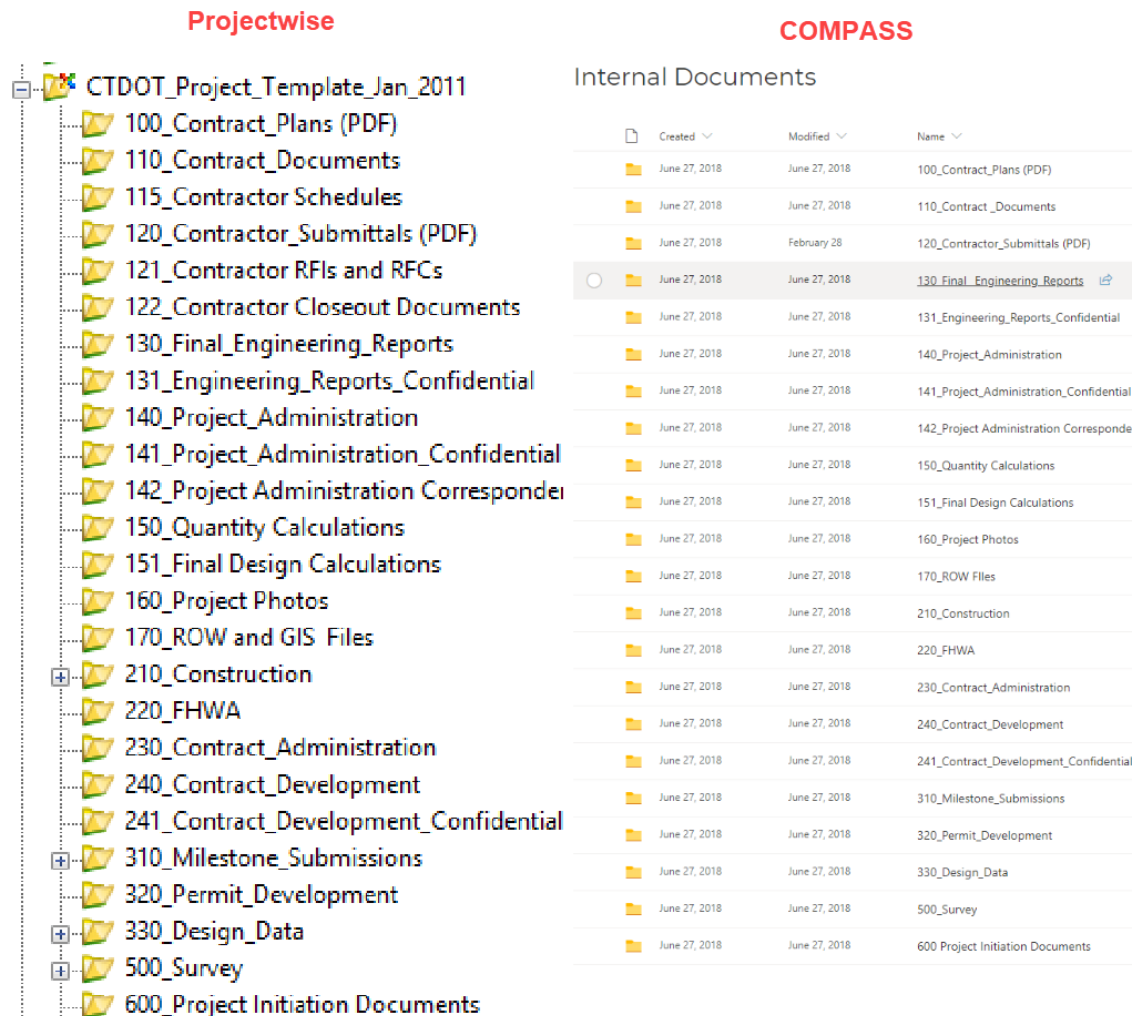 Projectwise
CTDOT_Project_Template_Jan_2011
100_Contract_Plans (PDF)
110_Contract_Documents
115_Contractor Schedules
120_Contractor_Submittals (PDF)
121_Contractor RFIs and RFCs
122_Contractor Closeout Documents
130_Final_Engineering_Reports
131_Engineering_Reports_Confidential
140_Project_Administration
141_Project_Administration_Confidential
142_Project Administration Corresponde
150_Quantity Calculations
151_Final Design Calculations
160_Project Photos
170_ROW and GIS Files
210_Construction
220_FHWA
230_Contract_Administration
240_Contract_Development
241_Contract_Development_Confidential
310_Milestone_Submissions
320_Permit_Development
330_Design_Data
500_Survey
600_Project Initiation Documents
COMPASS
Internal Documents
Created Modified Name
June 27, 2018 June 27, 2018 100_Contract_Plans (PDF)
June 27, 2018 June 27, 2018 110_Contract _Documents
June 27, 2018 February 28 120_Contractor_Submittals (PDF)
June 27, 2018 June 27, 2018 130_Final_Engineering_Reports
June 27, 2018 June 27, 2018 131_Engineering_Reports_Confidential
June 27, 2018 June 27, 2018 140_Project_Administration
June 27, 2018 June 27, 2018 141_Project_Administration_Confidential
June 27, 2018 June 27, 2018 142_Project Administration Corresponde
June 27, 2018 June 27, 2018 150_Quantity Calculations
June 27, 2018 June 27, 2018 151_Final Design Calculations
June 27, 2018 June 27, 2018 160_Project Photos
June 27, 2018 June 27, 2018 170_ROW FIles
June 27, 2018 June 27, 2018 210_Construction
June 27, 2018 June 27, 2018 220_FHWA
June 27, 2018 June 27, 2018 230_Contract_Administration
June 27, 2018 June 27, 2018 240_Contract_Development
June 27, 2018 June 27, 2018 241_Contract_Development_Confidential
June 27, 2018 June 27, 2018 310_Milestone_Submissions
June 27, 2018 June 27, 2018 320_Permit_Development
June 27, 2018 June 27, 2018 330_Design_Data
June 27, 2018 June 27, 2018 500_Survey
June 27, 2018 June 27, 2018 600 Project Initiation Documents